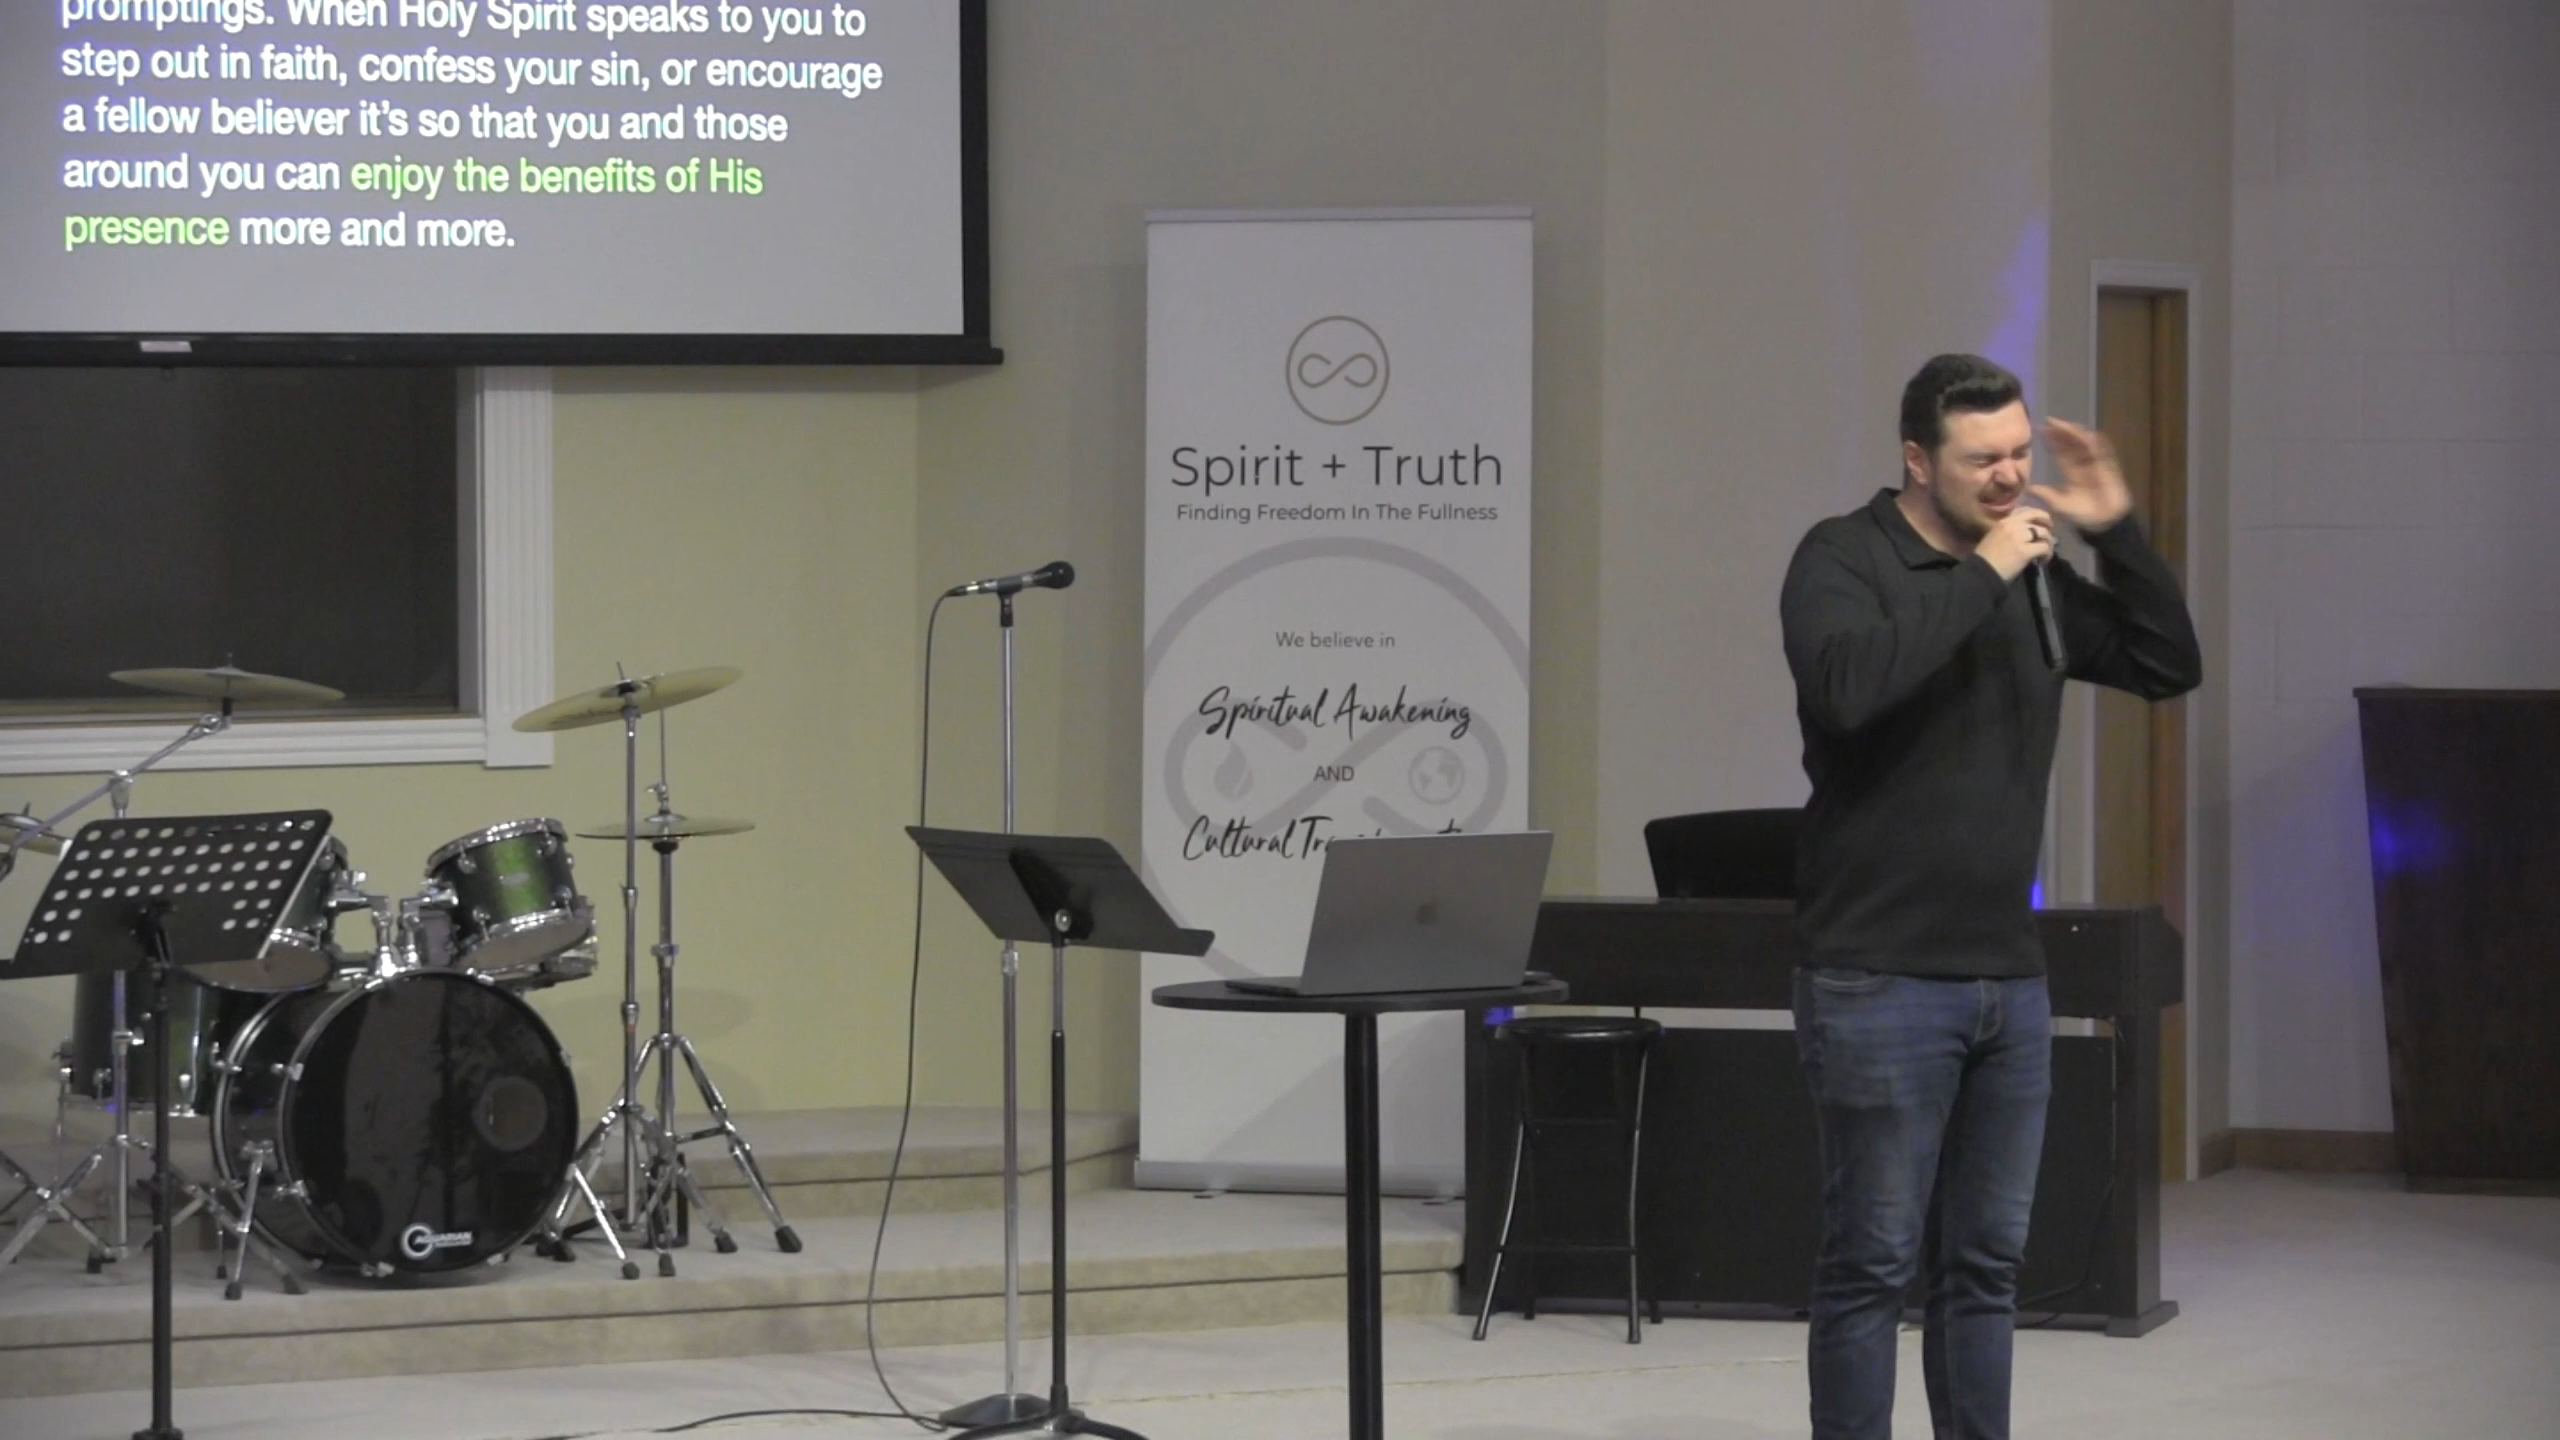 promptings. When Holy Spirit speaks to you to
step out in faith, confess your sin, or encourage
a fellow believer it's so that you and those
around you can enjoy the benefits of His
presence more and more.
Spirit + Truth
Finding Freedom In The Fullness
We believe in
Spiritual Awakening
AND
Cultural
AQUARIAN